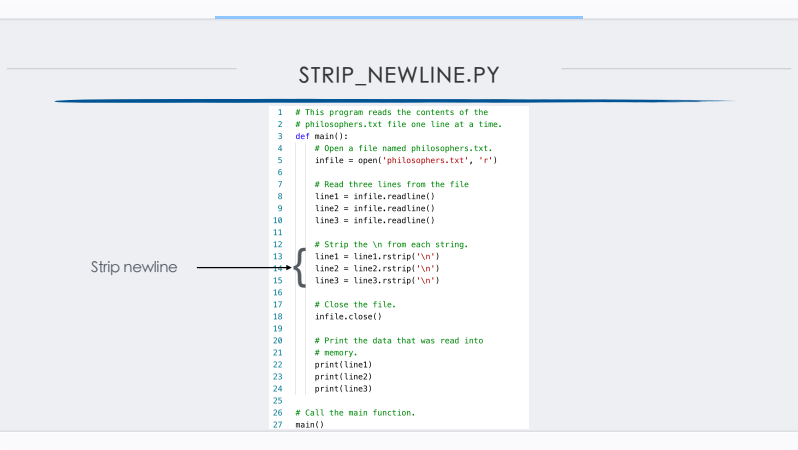 STRIP_NEWLINE.PY
1 # This program reads the contents of the
2 # philosophers.txt file one line at a time.
3 def main():
4     # Open a file named philosophers.txt.
5     infile = open('philosophers.txt', 'r')
6
7     # Read three lines from the file
8     line1 = infile.readline()
9     line2 = infile.readline()
10     line3 = infile.readline()
11
12     # Strip the \n from each string.
13     line1 = line1.rstrip('\n')
Strip newline
14     line2 = line2.rstrip('\n')
15     line3 = line3.rstrip('\n')
16
17     # Close the file.
18     infile.close()
19
20     # Print the data that was read into
21     # memory.
22     print(line1)
23     print(line2)
24     print(line3)
25
26 # Call the main function.
27 main()